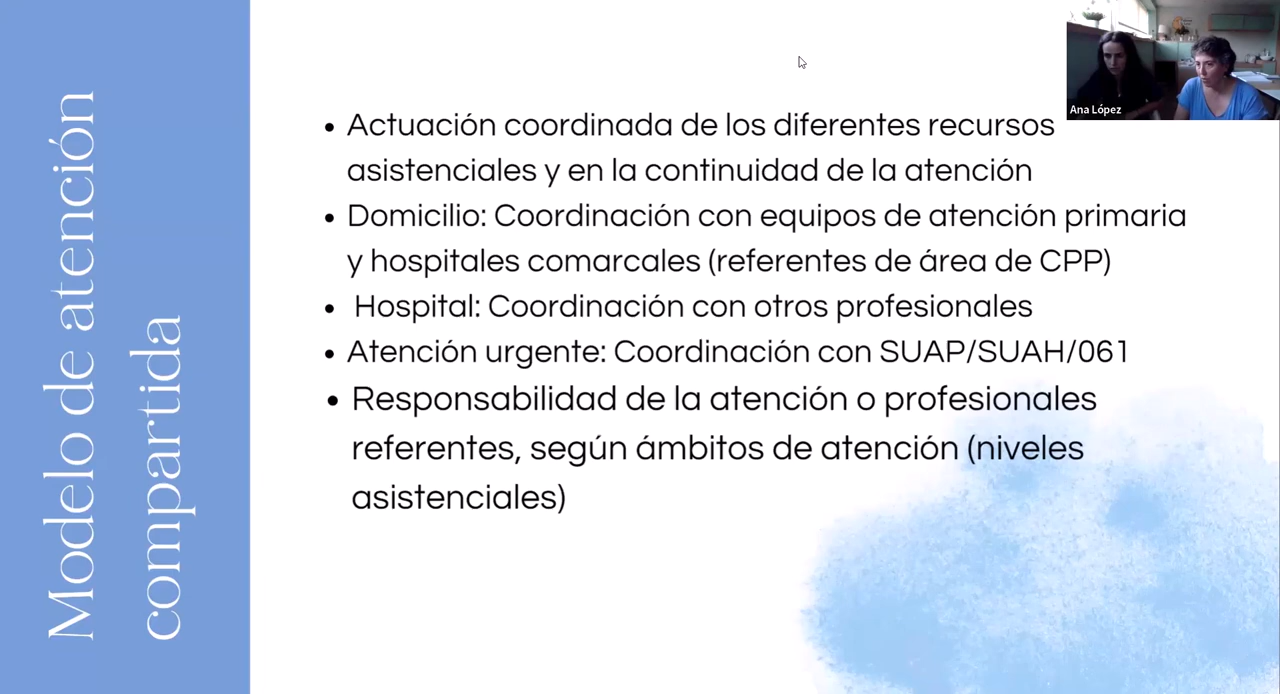 Modelo de atención
compartida
Ana López
• Actuación coordinada de los diferentes recursos
asistenciales y en la continuidad de la atención
• Domicilio: Coordinación con equipos de atención primaria
y hospitales comarcales (referentes de área de CPP)
• Hospital: Coordinación con otros profesionales
• Atención urgente: Coordinación con SUAP/SUAH/061
• Responsabilidad de la atención o profesionales
referentes, según ámbitos de atención (niveles
asistenciales)